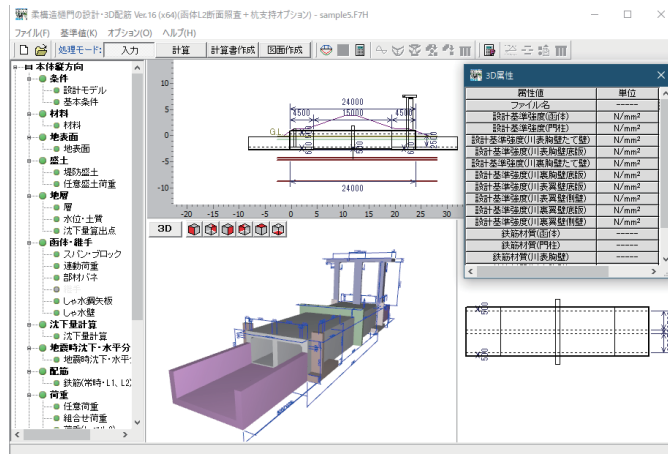 柔構造樋門の設計・3D配筋 Ver.16 (x64)(函体L2断面照査＋杭支持オプション) - sample5.F7H
ファイル(F) 基準値(K) オプション(O) ヘルプ(H)
処理モード: 入力 計算 計算書作成 図面作成
本体縦方向
条件
設計モデル
基本条件
材料
材料
地表面
地表面
盛土
堤防盛土
任意盛土荷重
地層
層
水位・土質
沈下量算出点
函体・継手
スパン・ブロック
連動荷重
部材バネ
しゃ水鋼矢板
しゃ水壁
沈下量計算
沈下量計算
地震時沈下・水平分
地震時沈下・水平:
配筋
鉄筋(常時・L1、L2)
荷重
任意荷重
組合せ荷重
10
5
0
-5
-10
24000
4500 15000 4500
G.L
24000
-20 -15 -10 -5 0 5 10 15 20 25 30
3D
3D属性
属性値 単位
ファイル名 -----
設計基準強度(函体) N/mm²
設計基準強度(門柱) N/mm²
設計基準強度(川表胸壁たて壁) N/mm²
設計基準強度(川表胸壁底版) N/mm²
設計基準強度(川裏胸壁たて壁) N/mm²
設計基準強度(川裏胸壁底版) N/mm²
設計基準強度(川表翼壁底版) N/mm²
設計基準強度(川表翼壁側壁) N/mm²
設計基準強度(川裏翼壁底版) N/mm²
設計基準強度(川裏翼壁側壁) N/mm²
鉄筋材質(函体) -----
鉄筋材質(門柱) -----
鉄筋材質(川表胸壁) -----
500
500